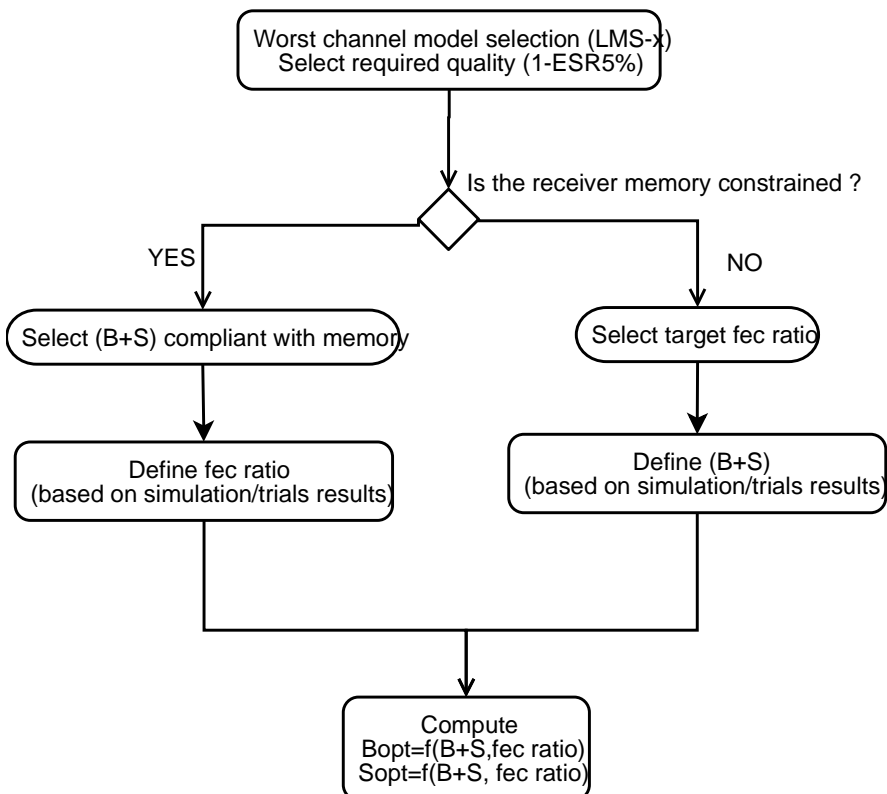 Worst channel model selection (LMS-x)
Select required quality (1-ESR5%)
Is the receiver memory constrained ?
YES
NO
Select (B+S) compliant with memory
Select target fec ratio
Define fec ratio
(based on simulation/trials results)
Define (B+S)
(based on simulation/trials results)
Compute
Bopt=f(B+S,fec ratio)
Sopt=f(B+S, fec ratio)